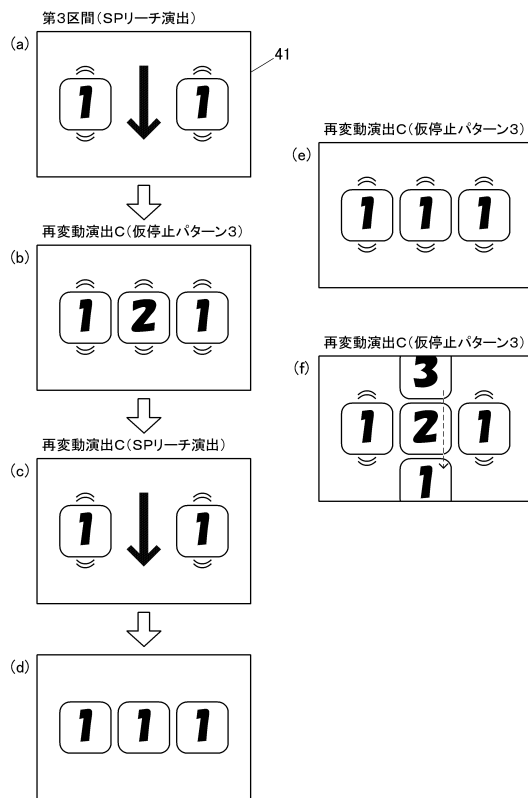 第3区間(SPリーチ演出)
(a)
1 1
41
再変動演出C(仮停止パターン3)
(b)
1 2 1
再変動演出C(SPリーチ演出)
(c)
1 1
(d)
1 1 1
再変動演出C(仮停止パターン3)
(e)
1 1 1
再変動演出C(仮停止パターン3)
(f)
3
1 2 1
1